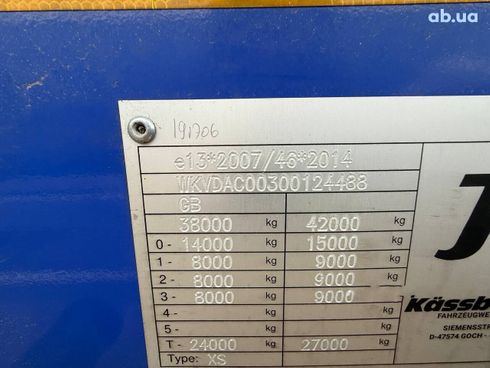 ab.ua
191706
e13*2007/46*2014
WKVDAC00300124488
GB
38000 kg 42000 kg
0- 14000 kg 15000 kg
1- 8000 kg 9000 kg
2- 8000 kg 9000 kg
3- 8000 kg 9000 kg
4- kg kg
5- kg kg
T- 24000 kg 27000 kg
Type: XS
Kässb
FAHRZEUGWE
SIEMENSSTR
D-47574 GOCH -